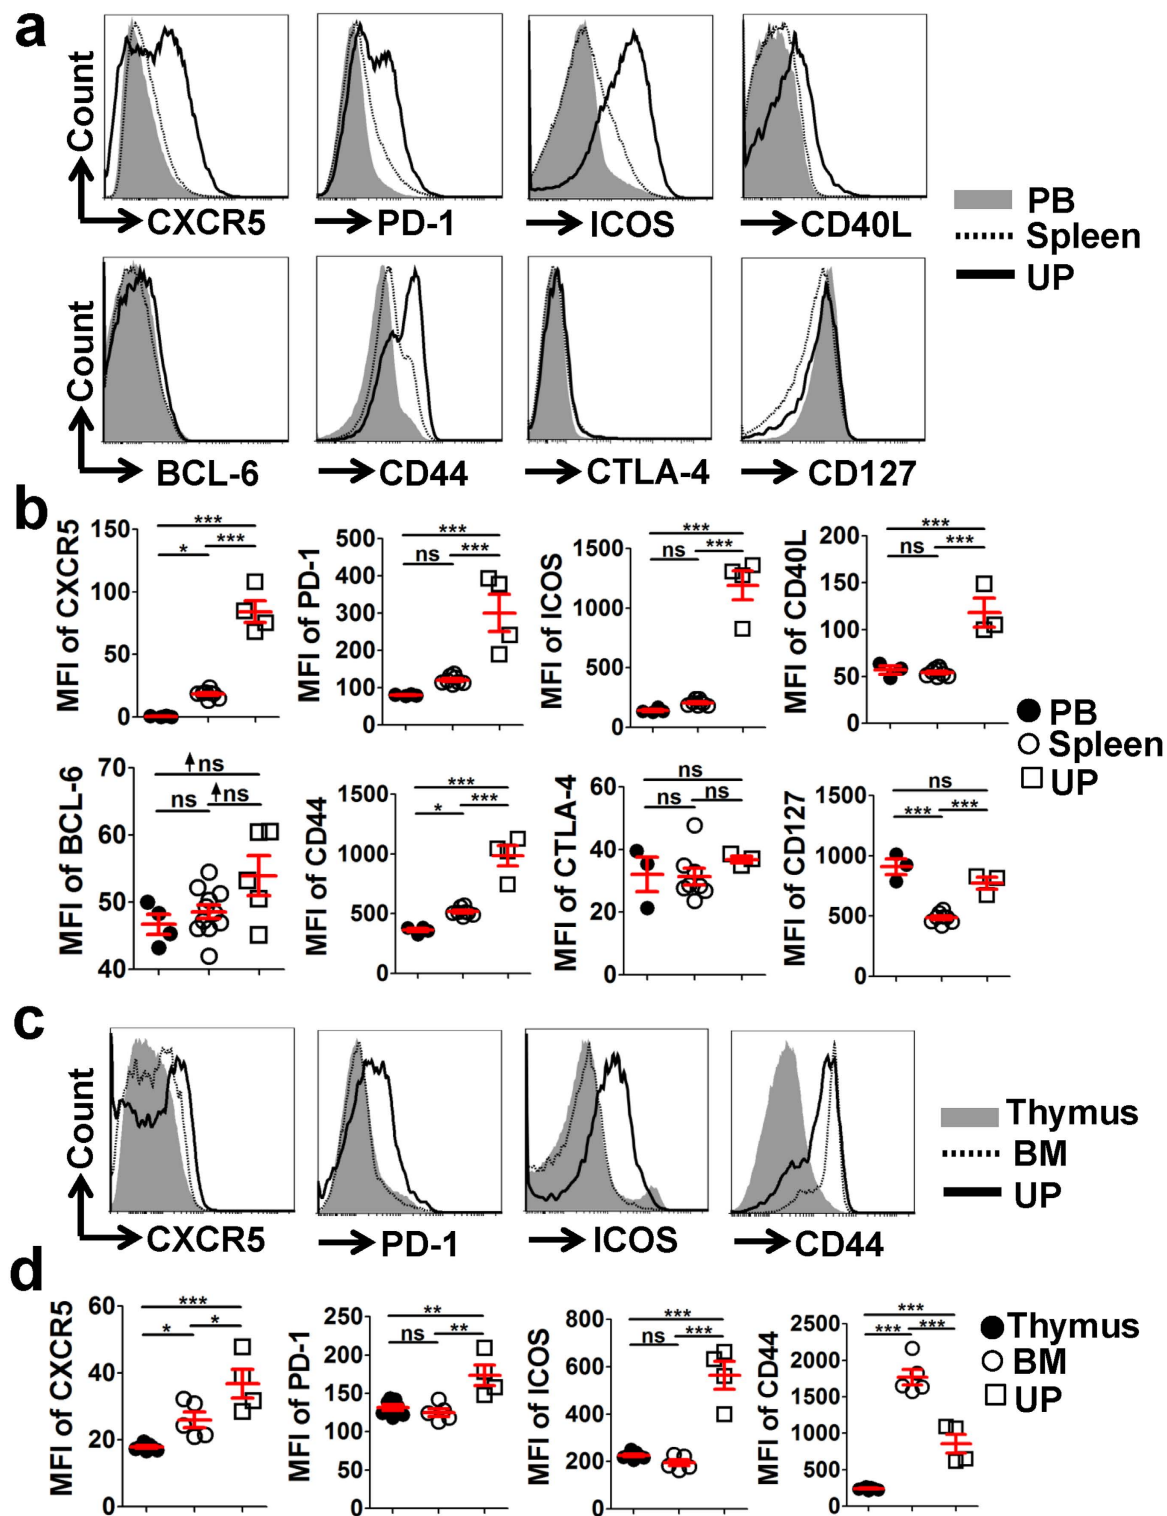 a
Count
CXCR5
PD-1
ICOS
CD40L
PB
Spleen
UP
Count
BCL-6
CD44
CTLA-4
CD127
b
MFI of CXCR5
150
100
50
0
***
*
***
MFI of PD-1
500
400
300
200
100
0
***
ns
***
MFI of ICOS
1500
1000
500
0
***
ns
***
MFI of CD40L
200
150
100
50
0
***
ns
***
PB
Spleen
UP
MFI of BCL-6
70
60
50
40
ns
ns
ns
MFI of CD44
1500
1000
500
0
***
*
***
MFI of CTLA-4
60
40
20
0
ns
ns
ns
MFI of CD127
1500
1000
500
0
ns
***
***
c
Count
CXCR5
PD-1
ICOS
CD44
Thymus
BM
UP
d
MFI of CXCR5
60
40
20
0
***
*
*
MFI of PD-1
250
200
150
100
50
0
**
ns
**
MFI of ICOS
800
600
400
200
0
***
ns
***
MFI of CD44
2500
2000
1500
1000
500
0
***
***
***
Thymus
BM
UP